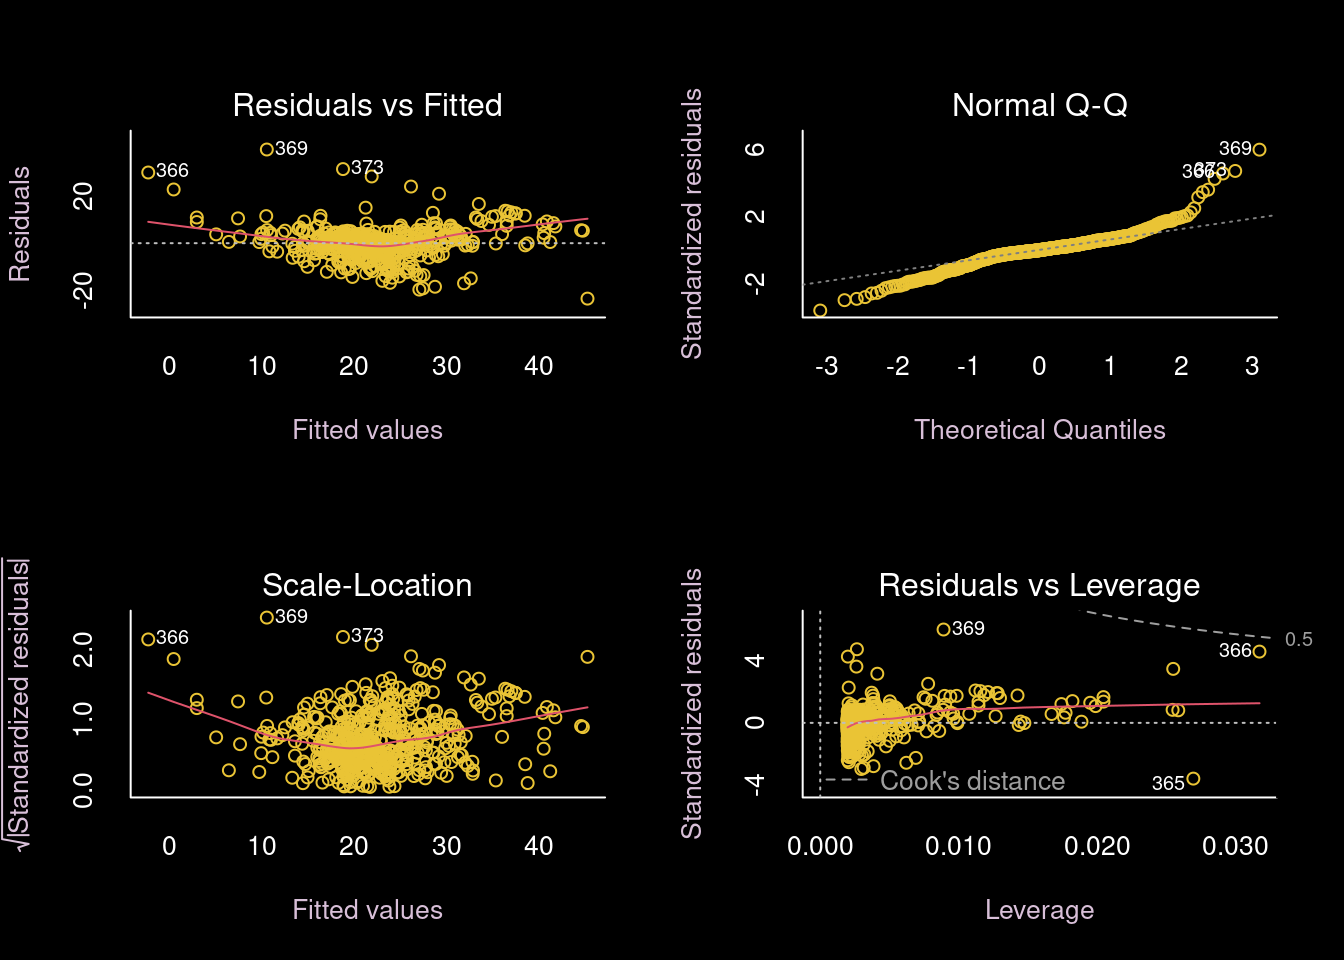 Residuals vs Fitted
Residuals
20
-20
366
369
373
0 10 20 30 40
Fitted values
Normal Q-Q
Standardized residuals
6
2
-2
369
373
366
-3 -2 -1 0 1 2 3
Theoretical Quantiles
Scale-Location
√|Standardized residuals|
2.0
1.0
0.0
366
369
373
0 10 20 30 40
Fitted values
Residuals vs Leverage
Standardized residuals
4
0
-4
369
366
365
0.5
Cook's distance
0.000 0.010 0.020 0.030
Leverage